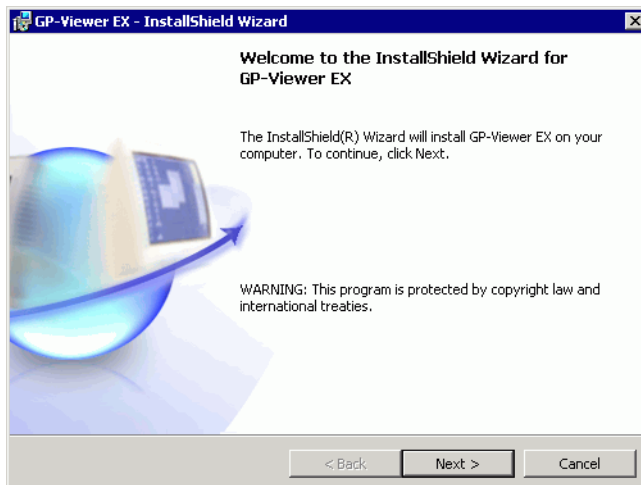 GP-Viewer EX - InstallShield Wizard
Welcome to the InstallShield Wizard for
GP-Viewer EX
The InstallShield(R) Wizard will install GP-Viewer EX on your
computer. To continue, click Next.
WARNING: This program is protected by copyright law and
international treaties.
< Back
Next >
Cancel